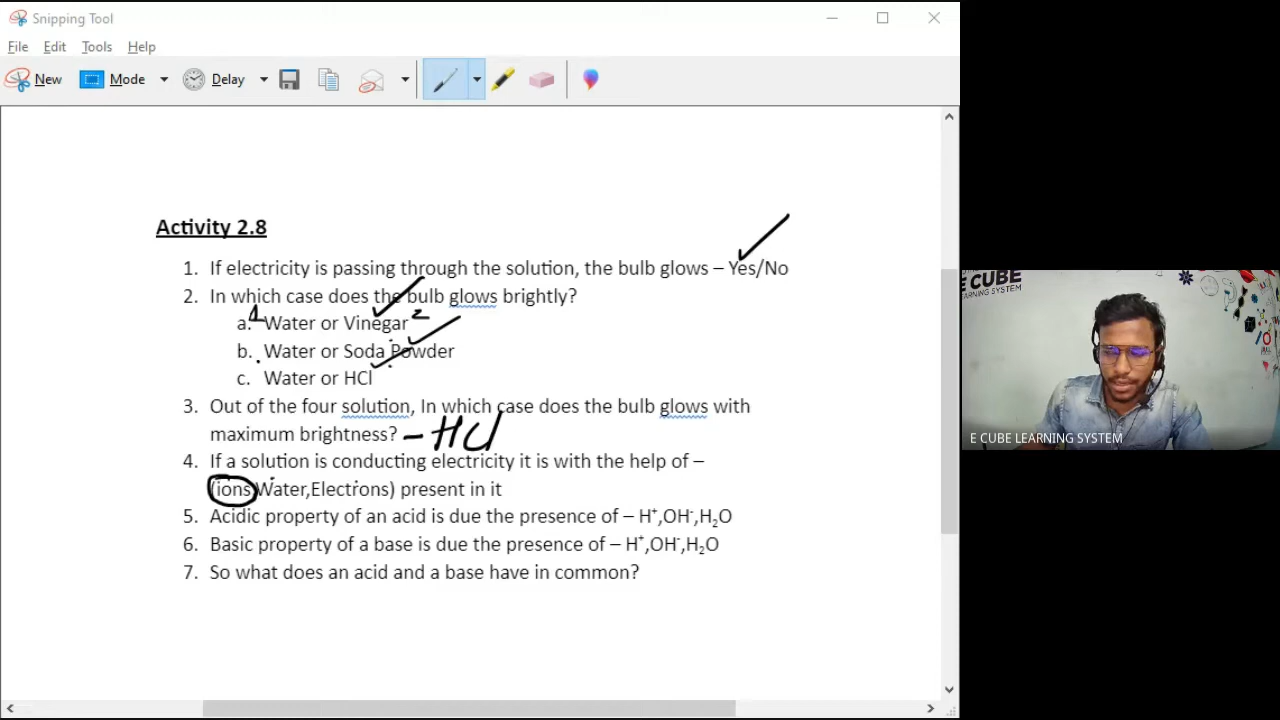 Snipping Tool
File Edit Tools Help
New Mode Delay
Activity 2.8
1. If electricity is passing through the solution, the bulb glows – Yes/No
2. In which case does the bulb glows brightly?
a. Water or Vinegar 2
b. Water or Soda Powder
c. Water or HCl
3. Out of the four solution, In which case does the bulb glows with
maximum brightness? – HCl
4. If a solution is conducting electricity it is with the help of –
(ions,Water,Electrons) present in it
5. Acidic property of an acid is due the presence of – H⁺,OH⁻,H₂O
6. Basic property of a base is due the presence of – H⁺,OH⁻,H₂O
7. So what does an acid and a base have in common?
E CUBE
LEARNING SYSTEM
E CUBE LEARNING SYSTEM